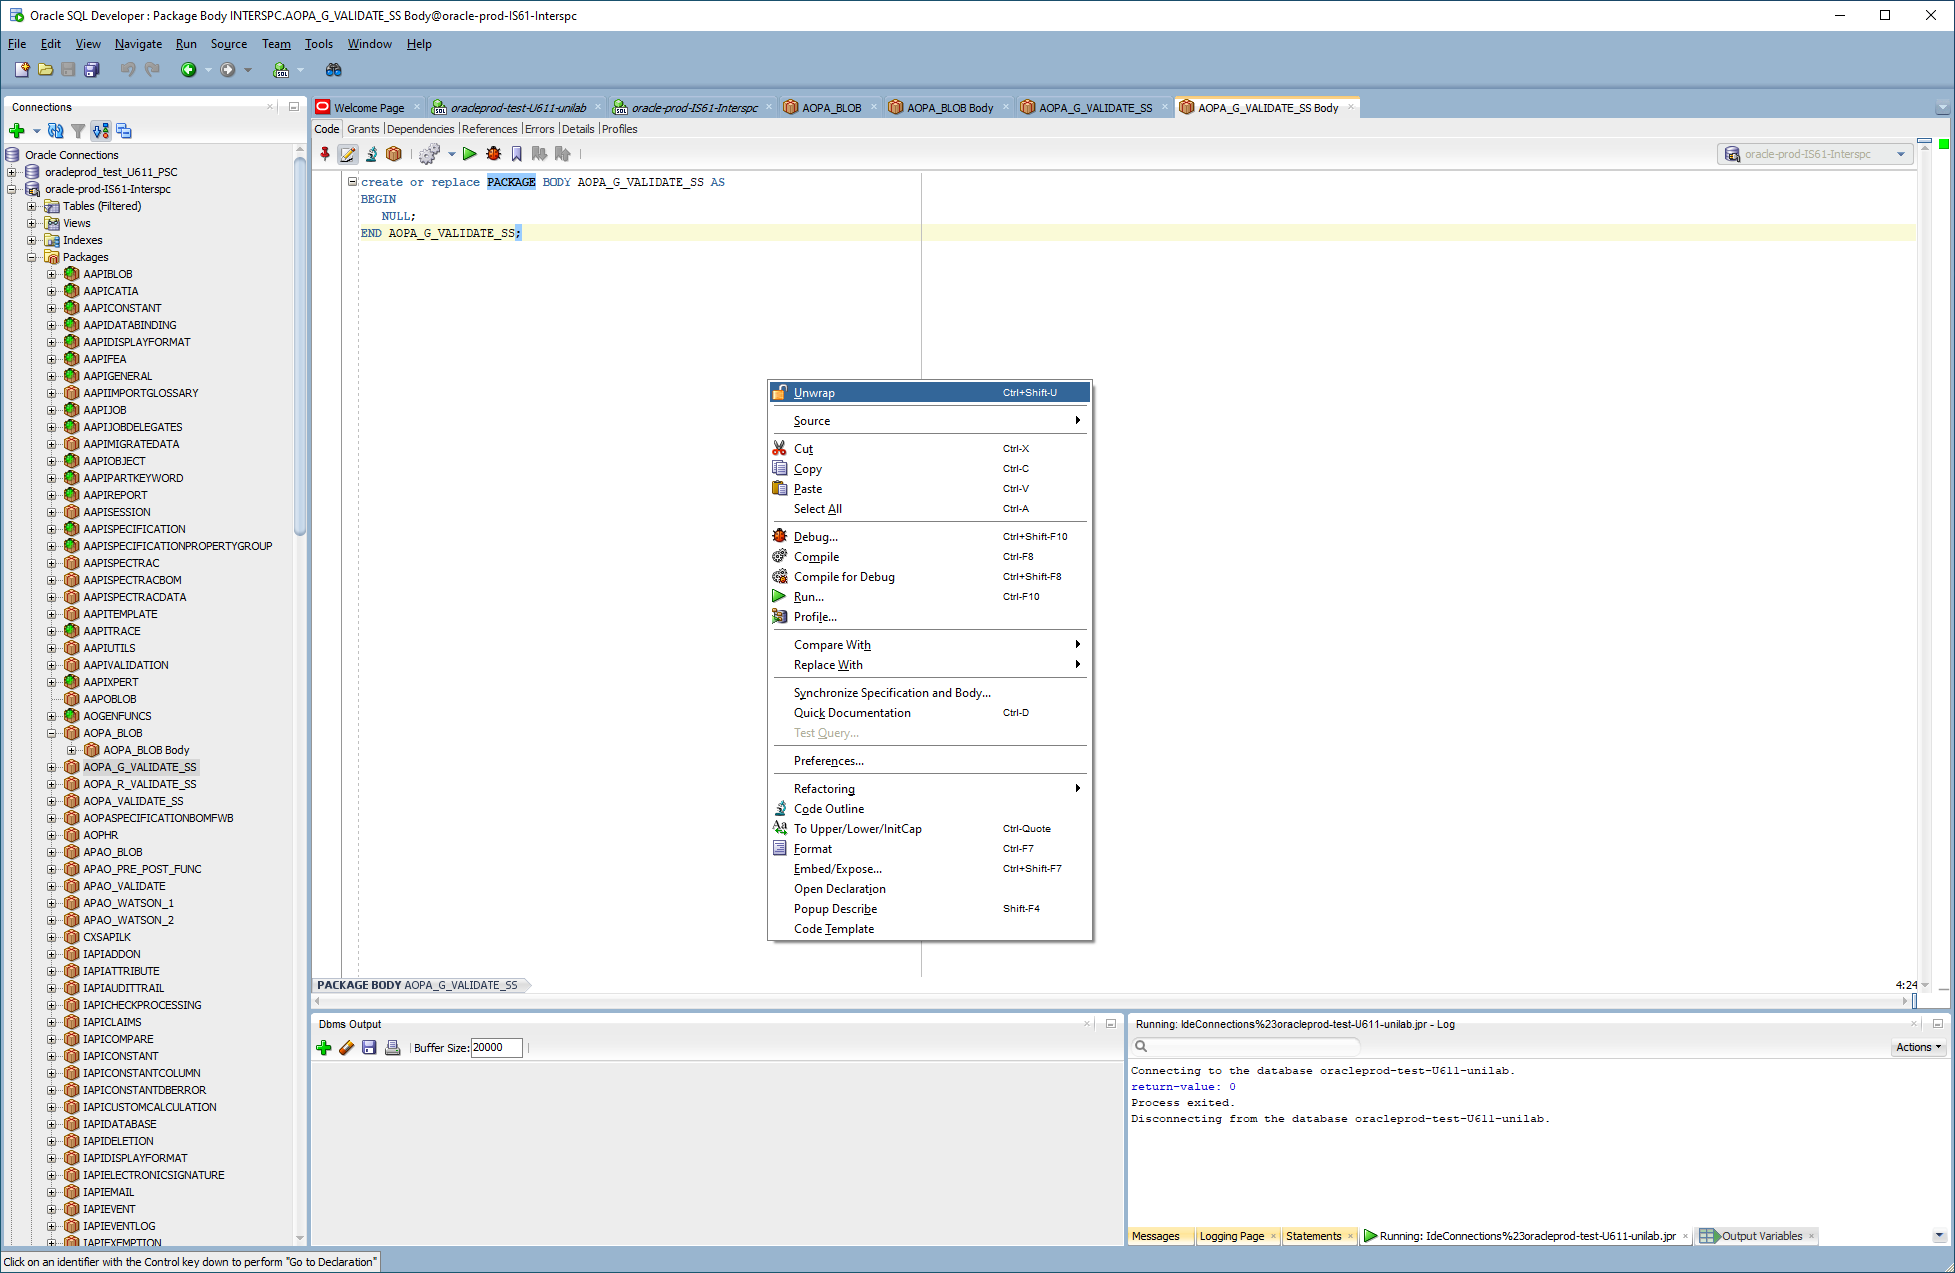 Oracle SQL Developer : Package Body INTERSPC.AOPA_G_VALIDATE_SS Body@oracle-prod-IS61-Interspc
File Edit View Navigate Run Source Team Tools Window Help
Connections
Oracle Connections
oracleprod_test_U611_PSC
oracle-prod-IS61-Interspc
Tables (Filtered)
Views
Indexes
Packages
AAPIBLOB
AAPICATIA
AAPICONSTANT
AAPIDATABINDING
AAPIDISPLAYFORMAT
AAPIFEA
AAPIGENERAL
AAPIIMPORTGLOSSARY
AAPIJOB
AAPIJOBDELEGATES
AAPIMIGRATEDATA
AAPIOBJECT
AAPIPARTKEYWORD
AAPIREPORT
AAPISESSION
AAPISPECIFICATION
AAPISPECIFICATIONPROPERTYGROUP
AAPISPECTRAC
AAPISPECTRACBOM
AAPISPECTRACDATA
AAPITEMPLATE
AAPITRACE
AAPIUTILS
AAPIVALIDATION
AAPIXPERT
AAPOBLOB
AOGENFUNCS
AOPA_BLOB
AOPA_BLOB Body
AOPA_G_VALIDATE_SS
AOPA_R_VALIDATE_SS
AOPA_VALIDATE_SS
AOPASPECIFICATIONBOMFWB
AOPHR
APAO_BLOB
APAO_PRE_POST_FUNC
APAO_VALIDATE
APAO_WATSON_1
APAO_WATSON_2
CXSAPILK
IAPIADDON
IAPIATTRIBUTE
IAPIAUDITTRAIL
IAPICHECKPROCESSING
IAPICLAIMS
IAPICOMPARE
IAPICONSTANT
IAPICONSTANTCOLUMN
IAPICONSTANTDBERROR
IAPICUSTOMCALCULATION
IAPIDATABASE
IAPIDELETION
IAPIDISPLAYFORMAT
IAPIELECTRONICSIGNATURE
IAPIEMAIL
IAPIEVENT
IAPIEVENTLOG
IAPIEXEMPTION
Welcome Page oracleprod-test-U611-unilab oracle-prod-IS61-Interspc AOPA_BLOB AOPA_BLOB Body AOPA_G_VALIDATE_SS AOPA_G_VALIDATE_SS Body
Code Grants Dependencies References Errors Details Profiles
oracle-prod-IS61-Interspc
create or replace PACKAGE BODY AOPA_G_VALIDATE_SS AS
BEGIN
NULL;
END AOPA_G_VALIDATE_SS;
Unwrap Ctrl+Shift-U
Source
Cut Ctrl-X
Copy Ctrl-C
Paste Ctrl-V
Select All Ctrl-A
Debug... Ctrl+Shift-F10
Compile Ctrl-F8
Compile for Debug Ctrl+Shift-F8
Run... Ctrl-F10
Profile...
Compare With
Replace With
Synchronize Specification and Body...
Quick Documentation Ctrl-D
Test Query...
Preferences...
Refactoring
Code Outline
To Upper/Lower/InitCap Ctrl-Quote
Format Ctrl-F7
Embed/Expose... Ctrl+Shift-F7
Open Declaration
Popup Describe Shift-F4
Code Template
PACKAGE BODY AOPA_G_VALIDATE_SS
4:24
Dbms Output
Buffer Size: 20000
Running: IdeConnections%23oracleprod-test-U611-unilab.jpr - Log
Actions
Connecting to the database oracleprod-test-U611-unilab.
return-value: 0
Process exited.
Disconnecting from the database oracleprod-test-U611-unilab.
Messages Logging Page Statements Running: IdeConnections%23oracleprod-test-U611-unilab.jpr Output Variables
Click on an identifier with the Control key down to perform "Go to Declaration"